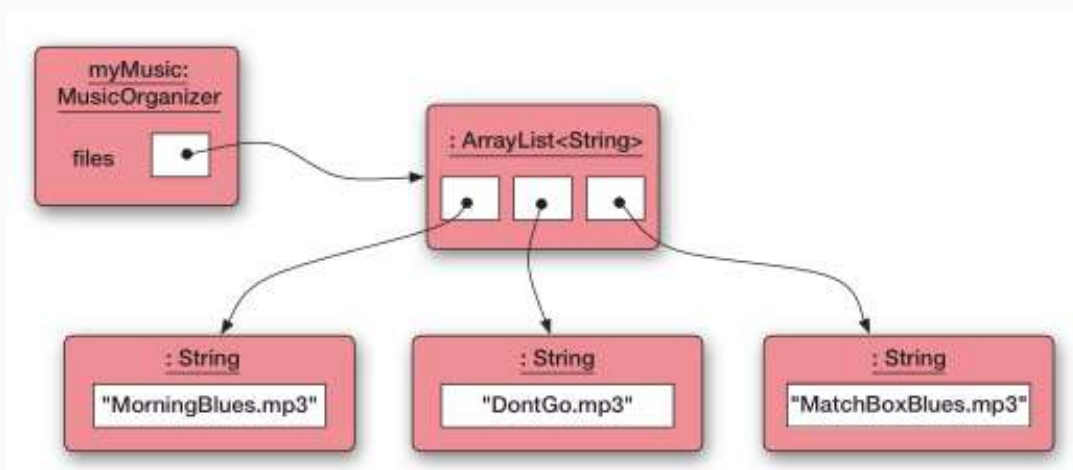 myMusic:
MusicOrganizer
files
: ArrayList<String>
: String
"MorningBlues.mp3"
: String
"DontGo.mp3"
: String
"MatchBoxBlues.mp3"